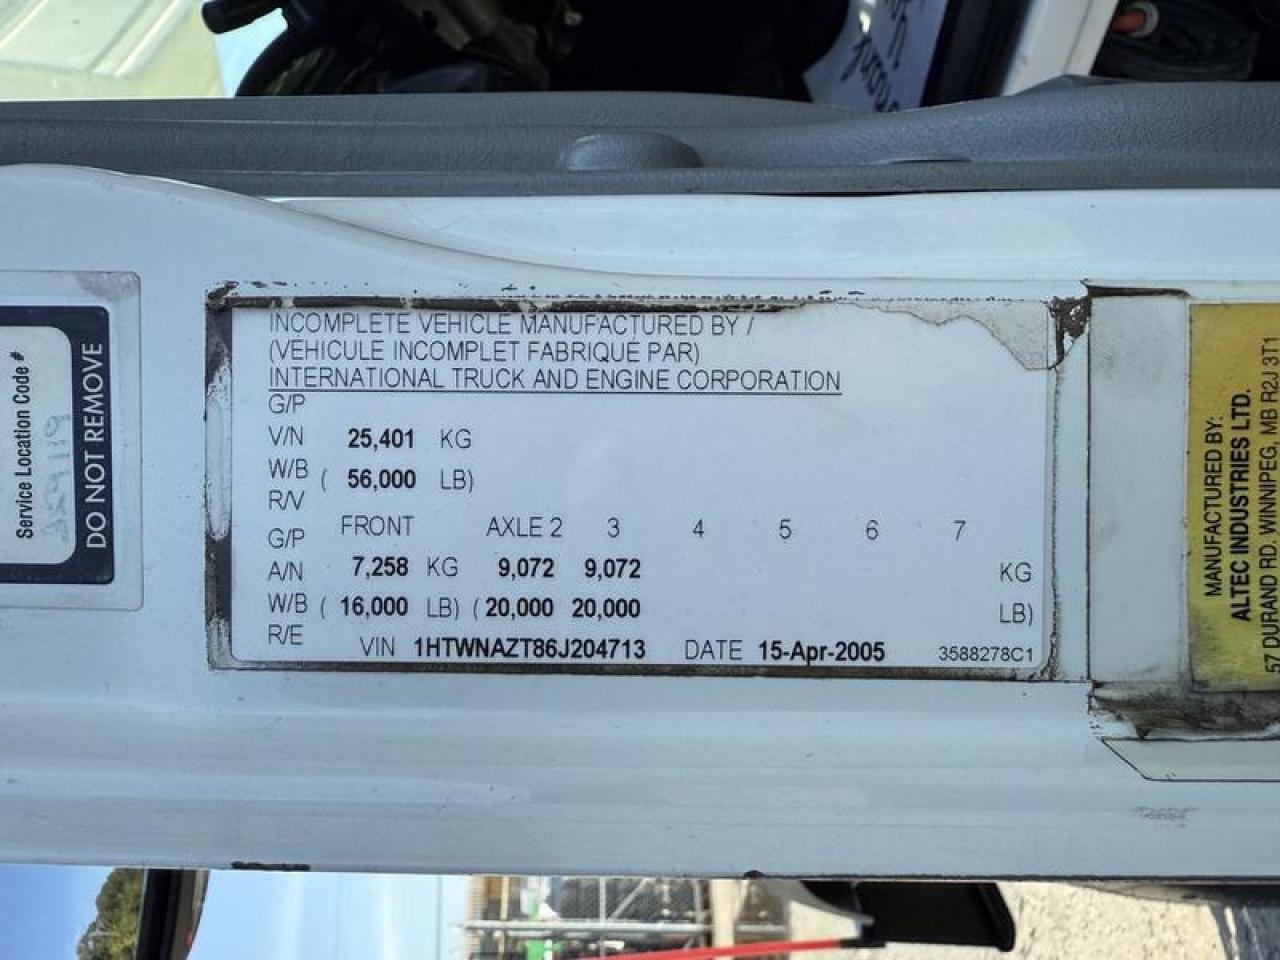 Service Location Code #
DO NOT REMOVE
INCOMPLETE VEHICLE MANUFACTURED BY /
(VEHICULE INCOMPLET FABRIQUE PAR)
INTERNATIONAL TRUCK AND ENGINE CORPORATION
G/P
V/N 25,401 KG
W/B ( 56,000 LB)
R/V
FRONT AXLE 2 3 4 5 6 7
G/P
A/N 7,258 KG 9,072 9,072 KG
W/B ( 16,000 LB) ( 20,000 20,000 LB)
R/E
VIN 1HTWNAZT86J204713 DATE 15-Apr-2005 3588278C1
MANUFACTURED BY:
ALTEC INDUSTRIES LTD.
57 DURAND RD. WINNIPEG, MB R2J 3T1